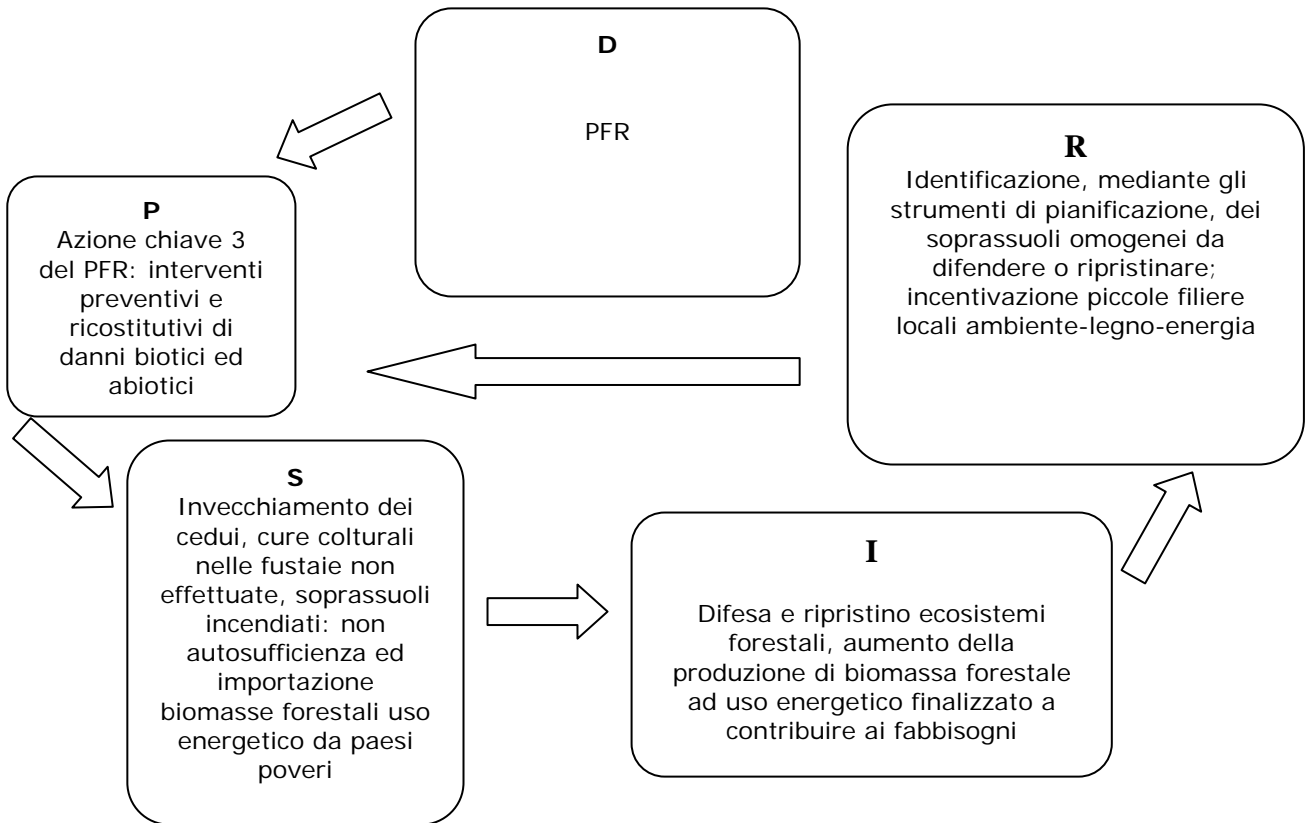 D
PFR
P
Azione chiave 3
del PFR: interventi
preventivi e
ricostitutivi di
danni biotici ed
abiotici
S
Invecchiamento dei
cedui, cure colturali
nelle fustaie non
effettuate, soprassuoli
incendiati: non
autosufficienza ed
importazione
biomasse forestali uso
energetico da paesi
poveri
I
Difesa e ripristino ecosistemi
forestali, aumento della
produzione di biomassa forestale
ad uso energetico finalizzato a
contribuire ai fabbisogni
R
Identificazione, mediante gli
strumenti di pianificazione, dei
soprassuoli omogenei da
difendere o ripristinare;
incentivazione piccole filiere
locali ambiente-legno-energia